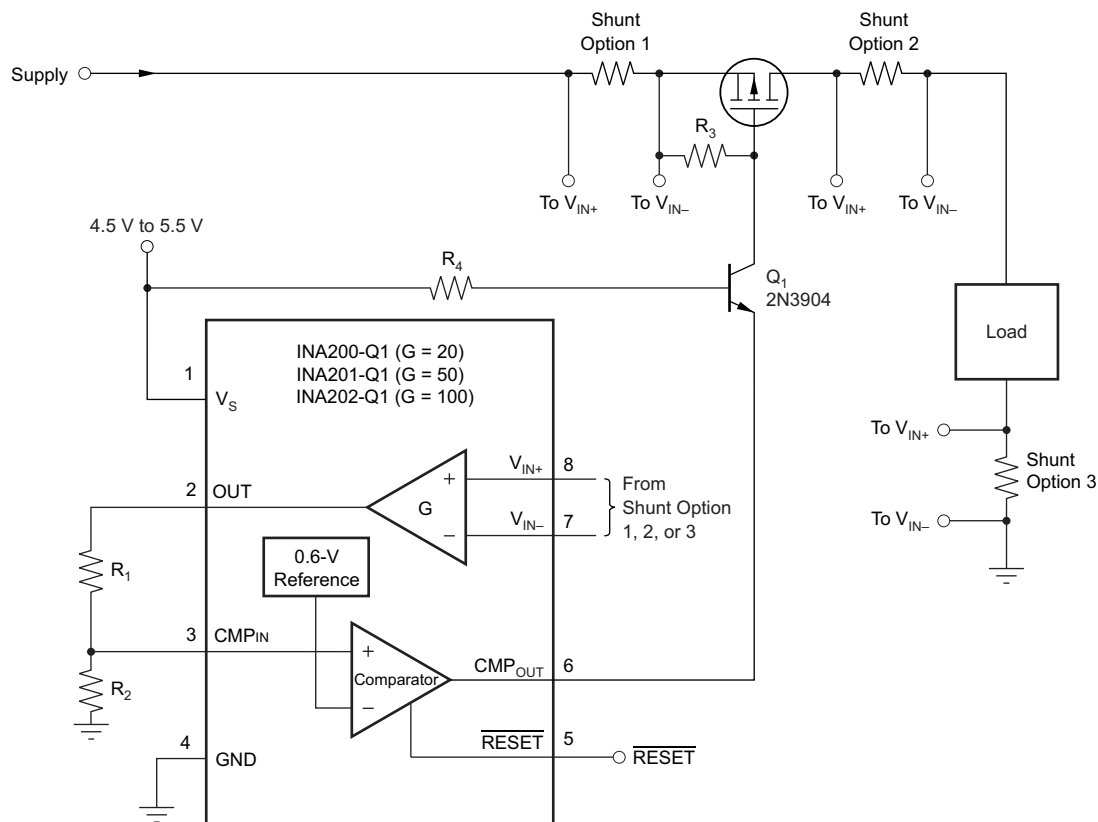 Shunt
Option 1
Shunt
Option 2
Supply
R3
To VIN+
To VIN–
To VIN+
To VIN–
4.5 V to 5.5 V
R4
Q1
2N3904
Load
INA200-Q1 (G = 20)
INA201-Q1 (G = 50)
INA202-Q1 (G = 100)
1
VS
To VIN+
Shunt
Option 3
To VIN–
2
OUT
G
+
–
VIN+
8
VIN–
7
From
Shunt Option
1, 2, or 3
R1
0.6-V
Reference
3
CMPIN
+
Comparator
–
CMPOUT
6
R2
4
GND
RESET
5
RESET